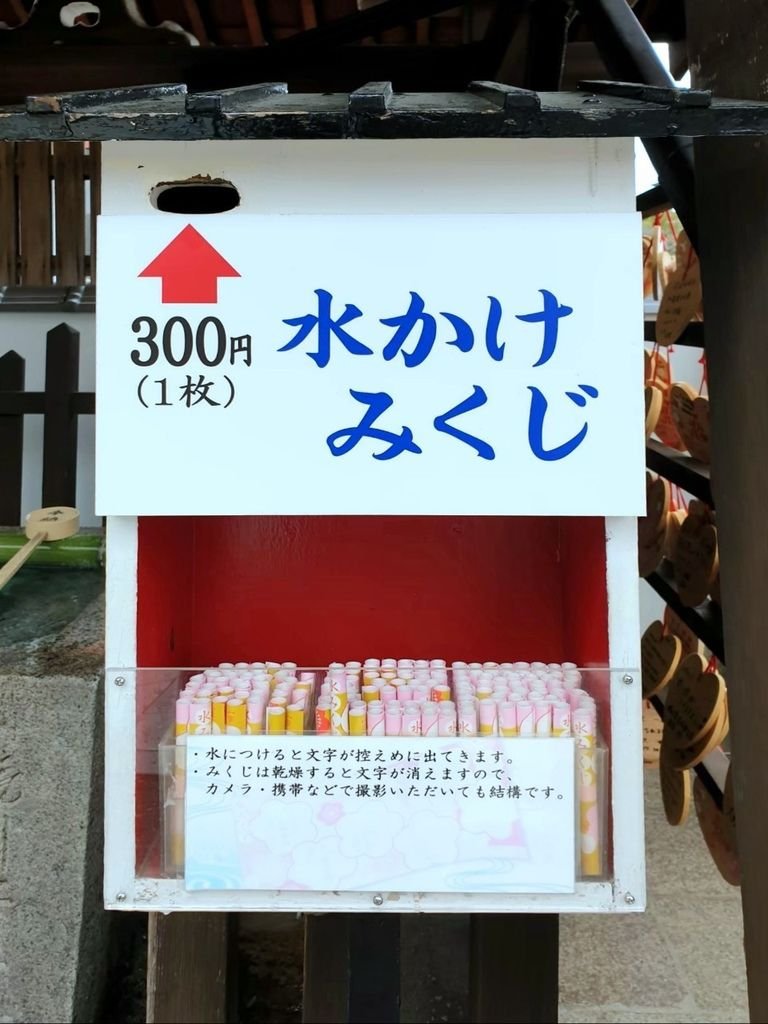 300円
(1枚)
水かけ
みくじ
・水につけると文字が控えめに出てきます。
・みくじは乾燥すると文字が消えますので、
カメラ・携帯などで撮影いただいても結構です。